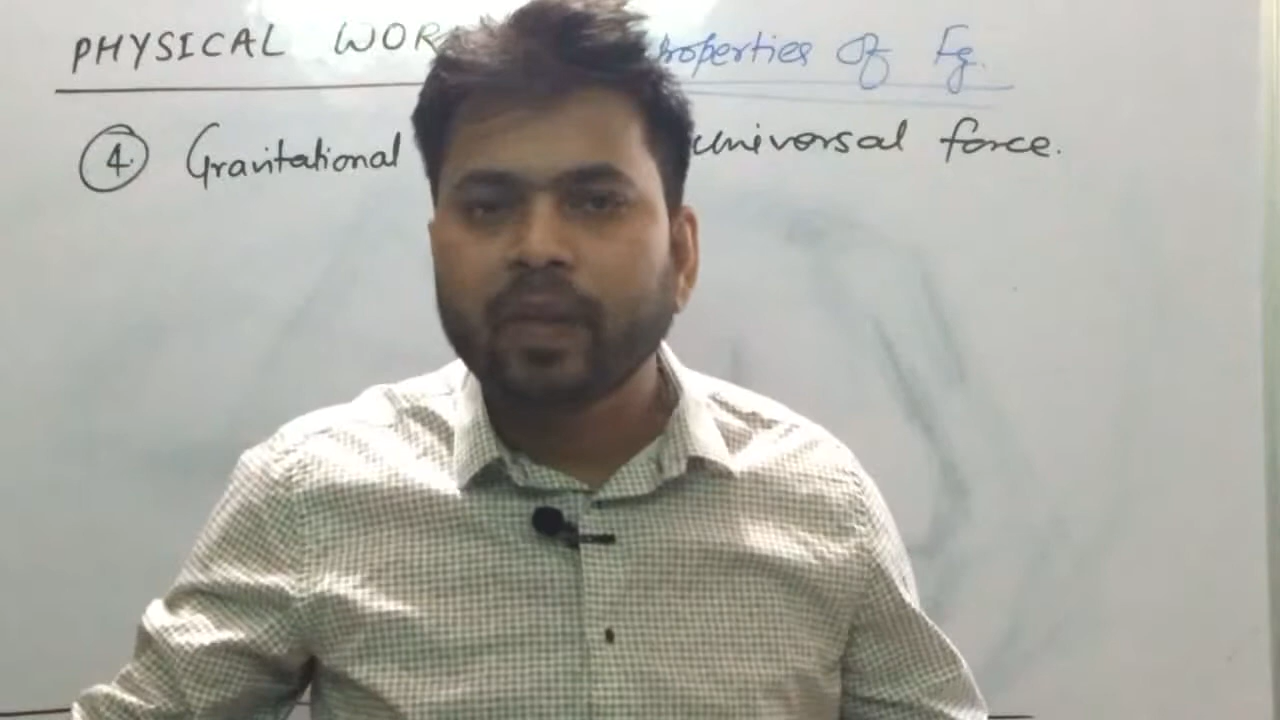 PHYSICAL WOR roperties Of Fg.
4. Gravitational universal force.